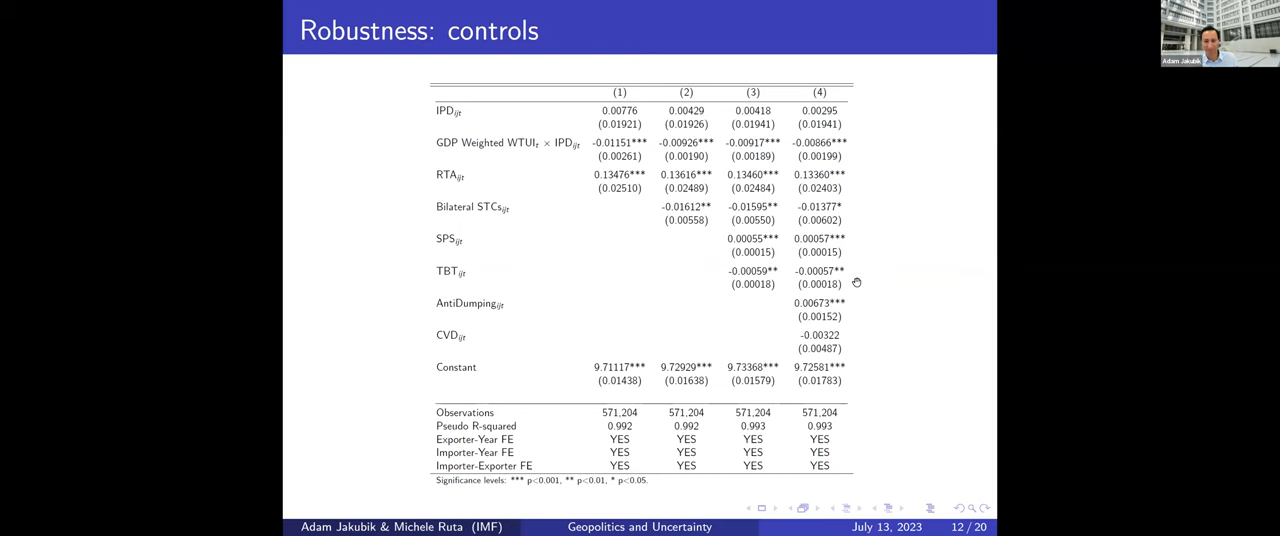 Robustness: controls
Adam Jakubik
(1) (2) (3) (4)
IPDijt 0.00776 0.00429 0.00418 0.00295
(0.01921) (0.01926) (0.01941) (0.01941)
GDP Weighted WTUIt × IPDijt -0.01151*** -0.00926*** -0.00917*** -0.00866***
(0.00261) (0.00190) (0.00189) (0.00199)
RTAijt 0.13476*** 0.13616*** 0.13460*** 0.13360***
(0.02510) (0.02489) (0.02484) (0.02403)
Bilateral STCsijt -0.01612** -0.01595** -0.01377*
(0.00558) (0.00550) (0.00602)
SPSijt 0.00055*** 0.00057***
(0.00015) (0.00015)
TBTijt -0.00059** -0.00057**
(0.00018) (0.00018)
AntiDumpingijt 0.00673***
(0.00152)
CVDijt -0.00322
(0.00487)
Constant 9.71117*** 9.72929*** 9.73368*** 9.72581***
(0.01438) (0.01638) (0.01579) (0.01783)
Observations 571,204 571,204 571,204 571,204
Pseudo R-squared 0.992 0.992 0.993 0.993
Exporter-Year FE YES YES YES YES
Importer-Year FE YES YES YES YES
Importer-Exporter FE YES YES YES YES
Significance levels: *** p<0.001, ** p<0.01, * p<0.05.
Adam Jakubik & Michele Ruta (IMF) Geopolitics and Uncertainty July 13, 2023 12 / 20